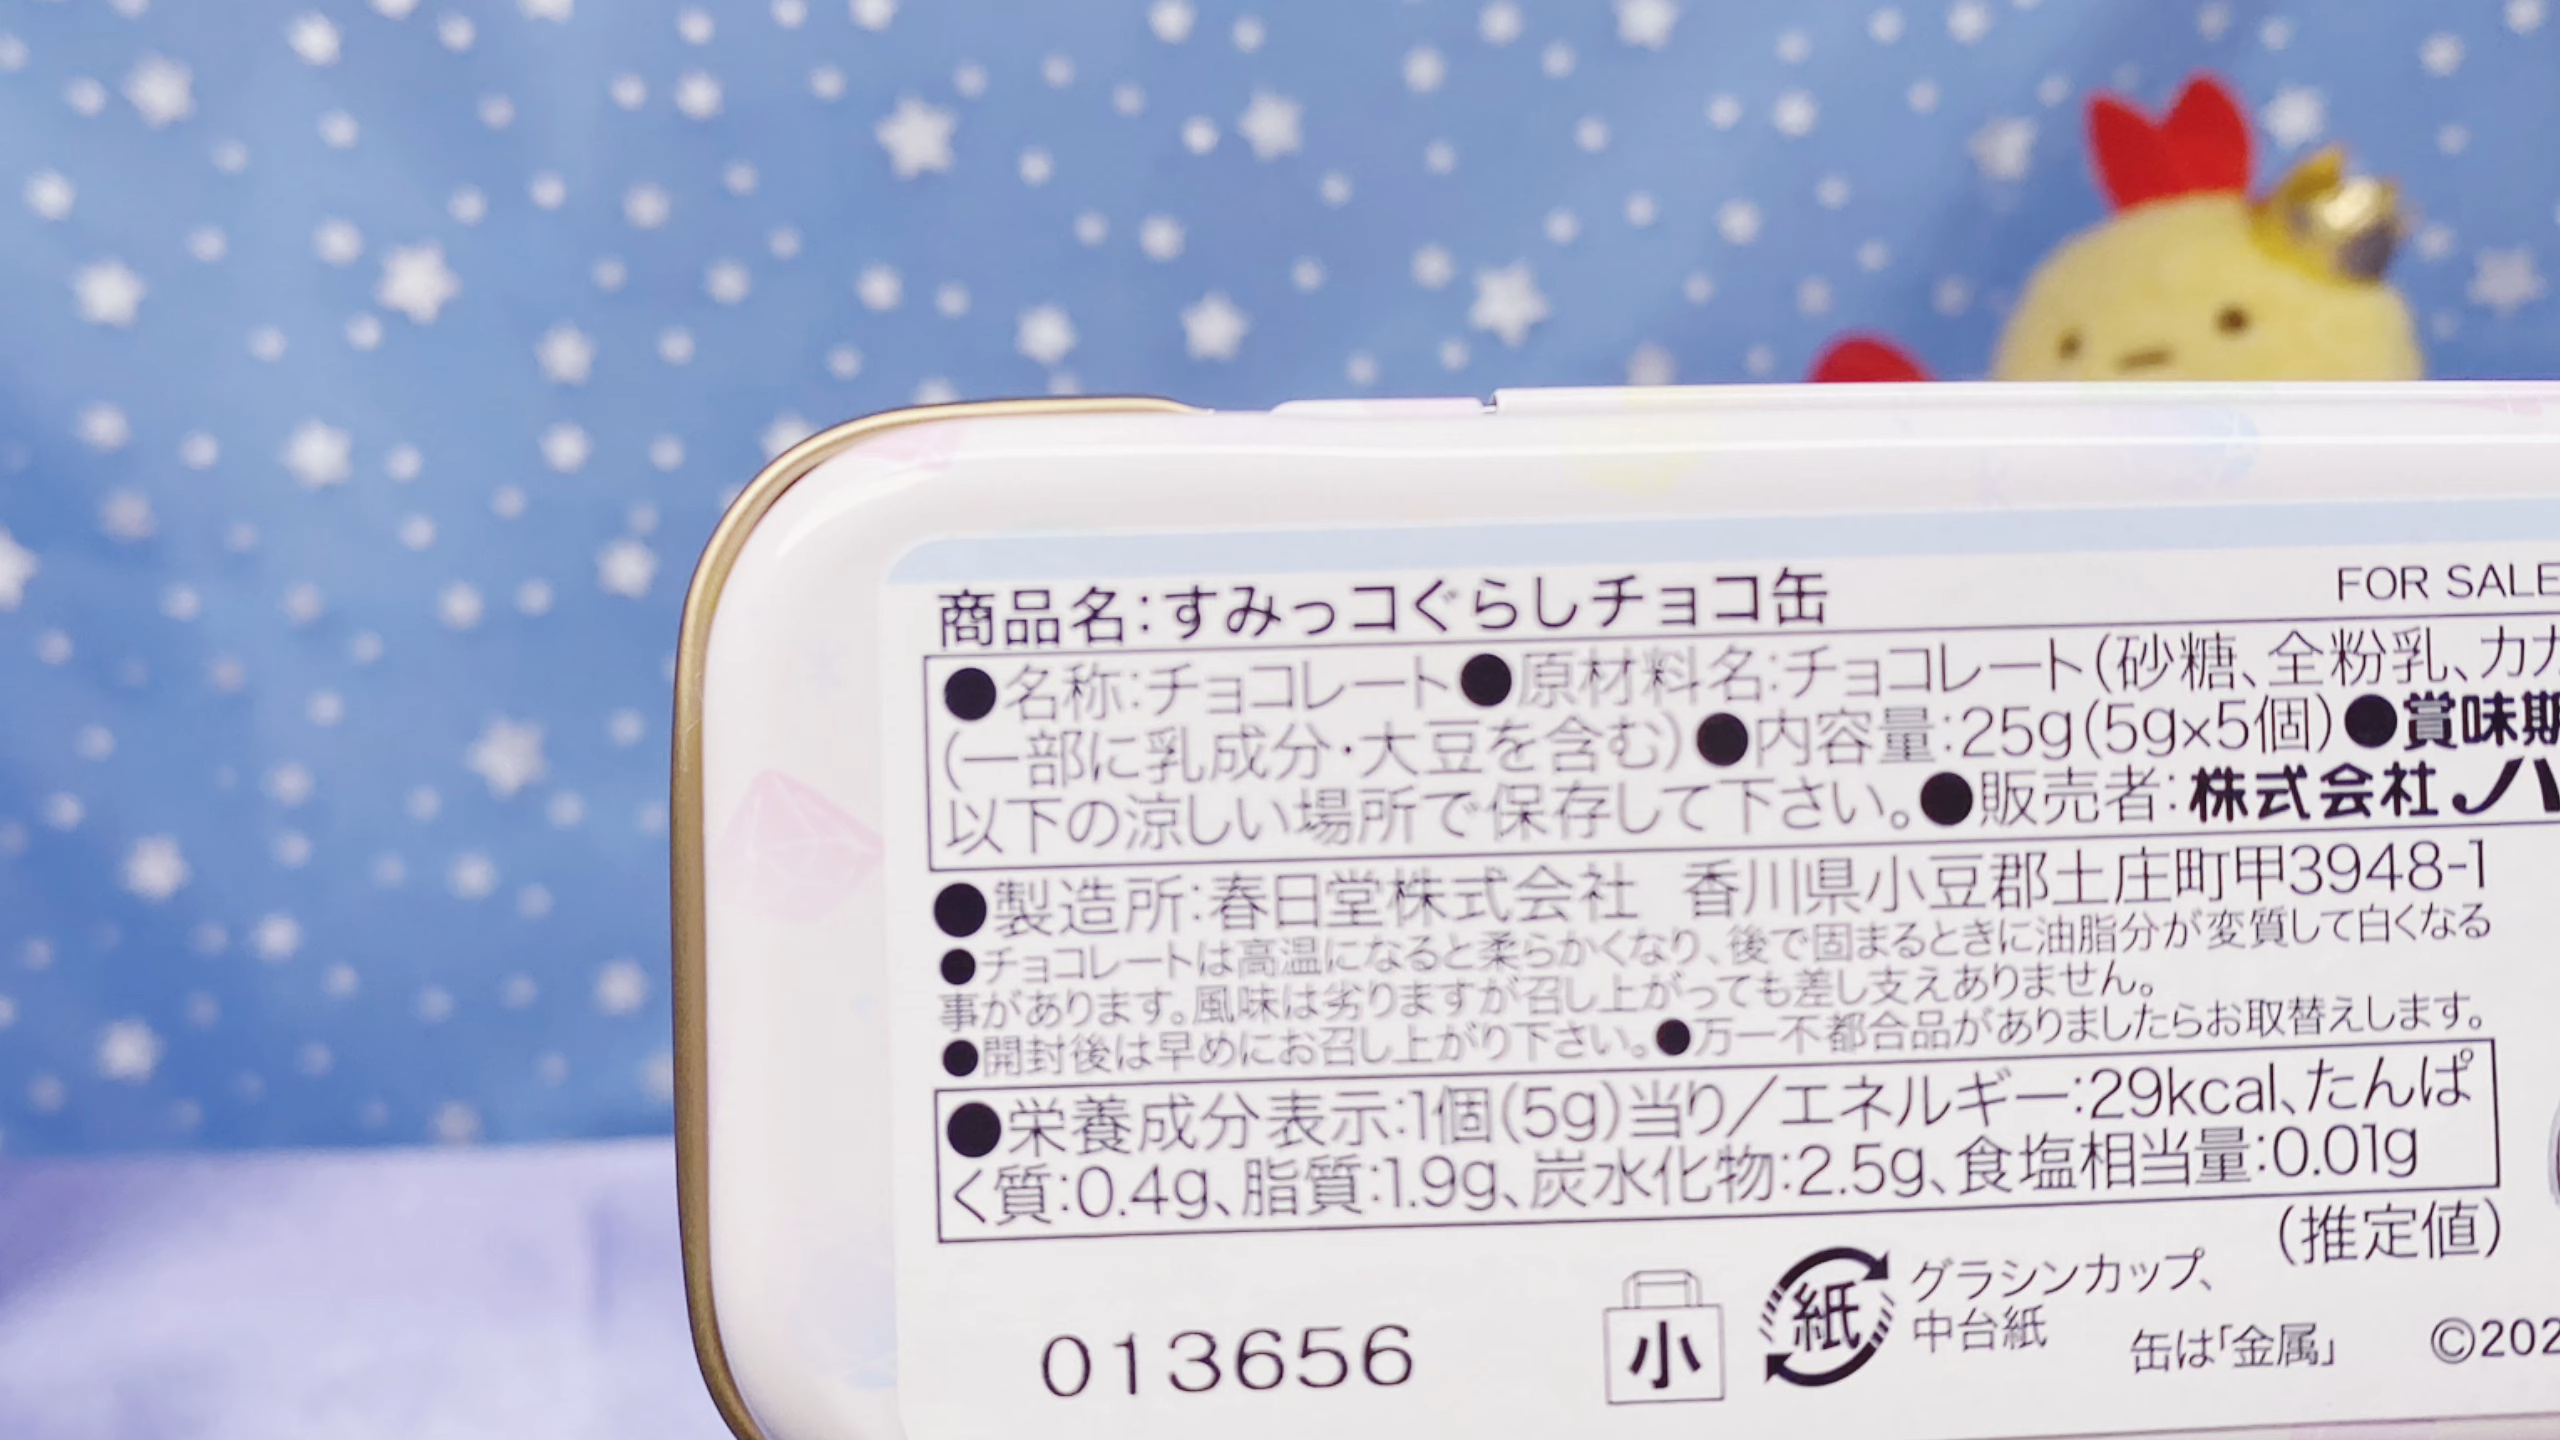 商品名:すみっコぐらしチョコ缶
FOR SALE
●名称:チョコレート●原材料名:チョコレート(砂糖、全粉乳、カカ
(一部に乳成分・大豆を含む)●内容量:25g(5g×5個)●賞味期
以下の涼しい場所で保存して下さい。●販売者:株式会社ハ
●製造所:春日堂株式会社 香川県小豆郡土庄町甲3948-1
●チョコレートは高温になると柔らかくなり、後で固まるときに油脂分が変質して白くなる
事があります。風味は劣りますが召し上がっても差し支えありません。
●開封後は早めにお召し上がり下さい。●万一不都合品がありましたらお取替えします。
●栄養成分表示:1個(5g)当り/エネルギー:29kcal、たんぱ
く質:0.4g、脂質:1.9g、炭水化物:2.5g、食塩相当量:0.01g
(推定値)
013656
小
紙
グラシンカップ、
中台紙
缶は「金属」
©202